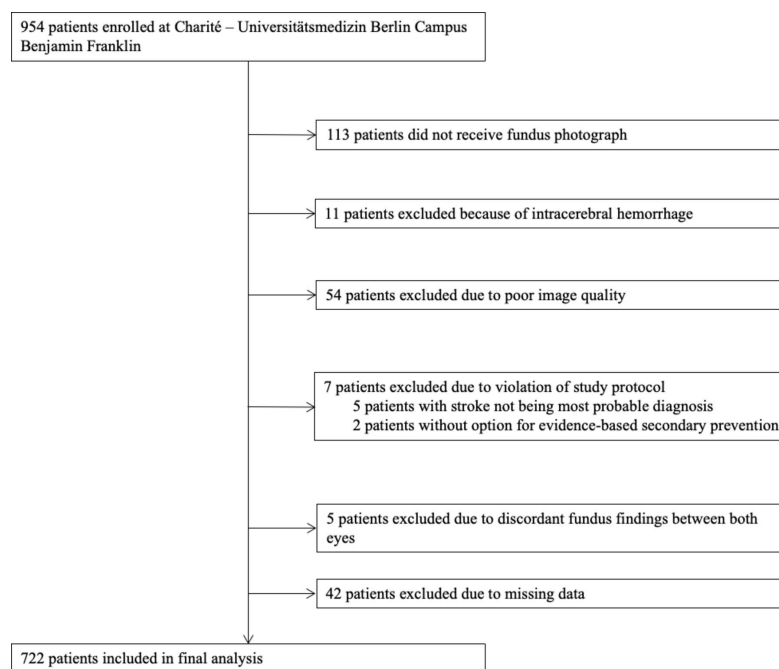 954 patients enrolled at Charité – Universitätsmedizin Berlin Campus
Benjamin Franklin
113 patients did not receive fundus photograph
11 patients excluded because of intracerebral hemorrhage
54 patients excluded due to poor image quality
7 patients excluded due to violation of study protocol
5 patients with stroke not being most probable diagnosis
2 patients without option for evidence-based secondary prevention
5 patients excluded due to discordant fundus findings between both
eyes
42 patients excluded due to missing data
722 patients included in final analysis